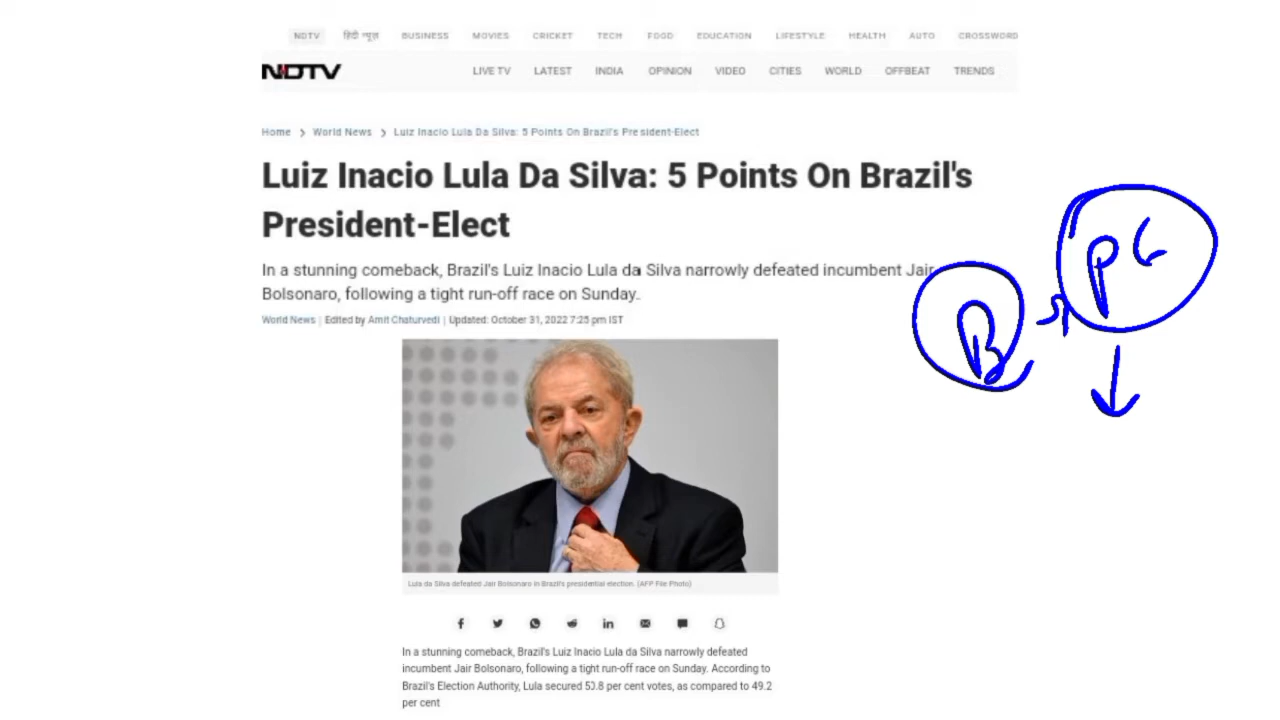 NDTV हिंदी न्यूज़ BUSINESS MOVIES CRICKET TECH FOOD EDUCATION LIFESTYLE HEALTH AUTO CROSSWORD
NDTV LIVE TV LATEST INDIA OPINION VIDEO CITIES WORLD OFFBEAT TRENDS
Home > World News > Luiz Inacio Lula Da Silva: 5 Points On Brazil's President-Elect
Luiz Inacio Lula Da Silva: 5 Points On Brazil's
President-Elect
In a stunning comeback, Brazil's Luiz Inacio Lula da Silva narrowly defeated incumbent Jair
Bolsonaro, following a tight run-off race on Sunday.
World News | Edited by Amit Chaturvedi | Updated: October 31, 2022 7:25 pm IST
B
Lula da Silva defeated Jair Bolsonaro in Brazil's presidential election. (AFP File Photo)
In a stunning comeback, Brazil's Luiz Inacio Lula da Silva narrowly defeated
incumbent Jair Bolsonaro, following a tight run-off race on Sunday. According to
Brazil's Election Authority, Lula secured 50.8 per cent votes, as compared to 49.2
per cent